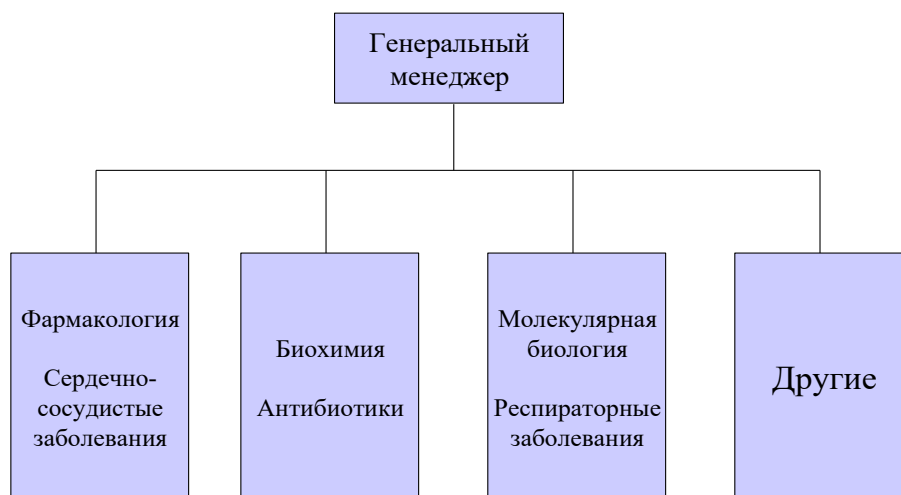 Генеральный
менеджер
Фармакология
Сердечно-
сосудистые
заболевания
Биохимия
Антибиотики
Молекулярная
биология
Респираторные
заболевания
Другие